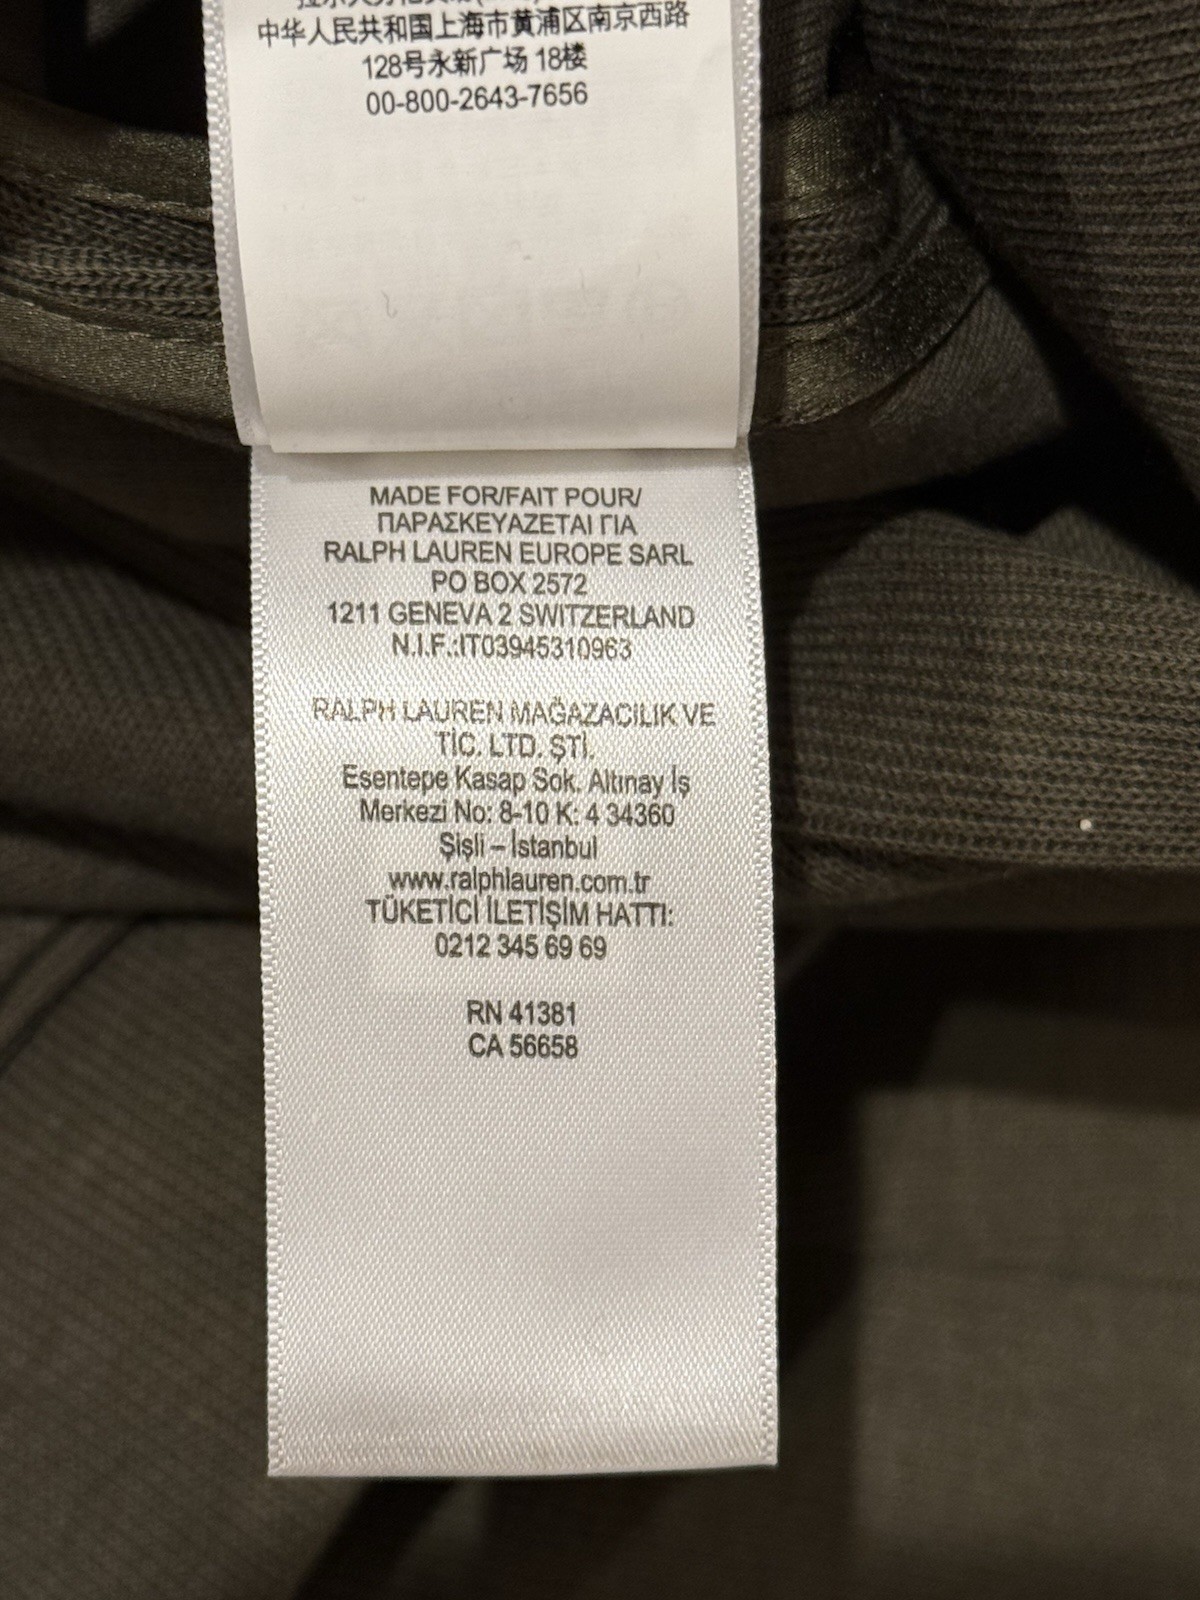 中华人民共和国上海市黄浦区南京西路
128号永新广场 18楼
00-800-2643-7656
MADE FOR/FAIT POUR/
ΠΑΡΑΣΚΕΥΑΖΕΤΑΙ ΓΙΑ
RALPH LAUREN EUROPE SARL
PO BOX 2572
1211 GENEVA 2 SWITZERLAND
N.I.F.:IT03945310963
RALPH LAUREN MAĞAZACILIK VE
TİC. LTD. ŞTİ.
Esentepe Kasap Sok. Altınay İş
Merkezi No: 8-10 K: 4 34360
Şişli – İstanbul
www.ralphlauren.com.tr
TÜKETİCİ İLETİŞİM HATTI:
0212 345 69 69
RN 41381
CA 56658